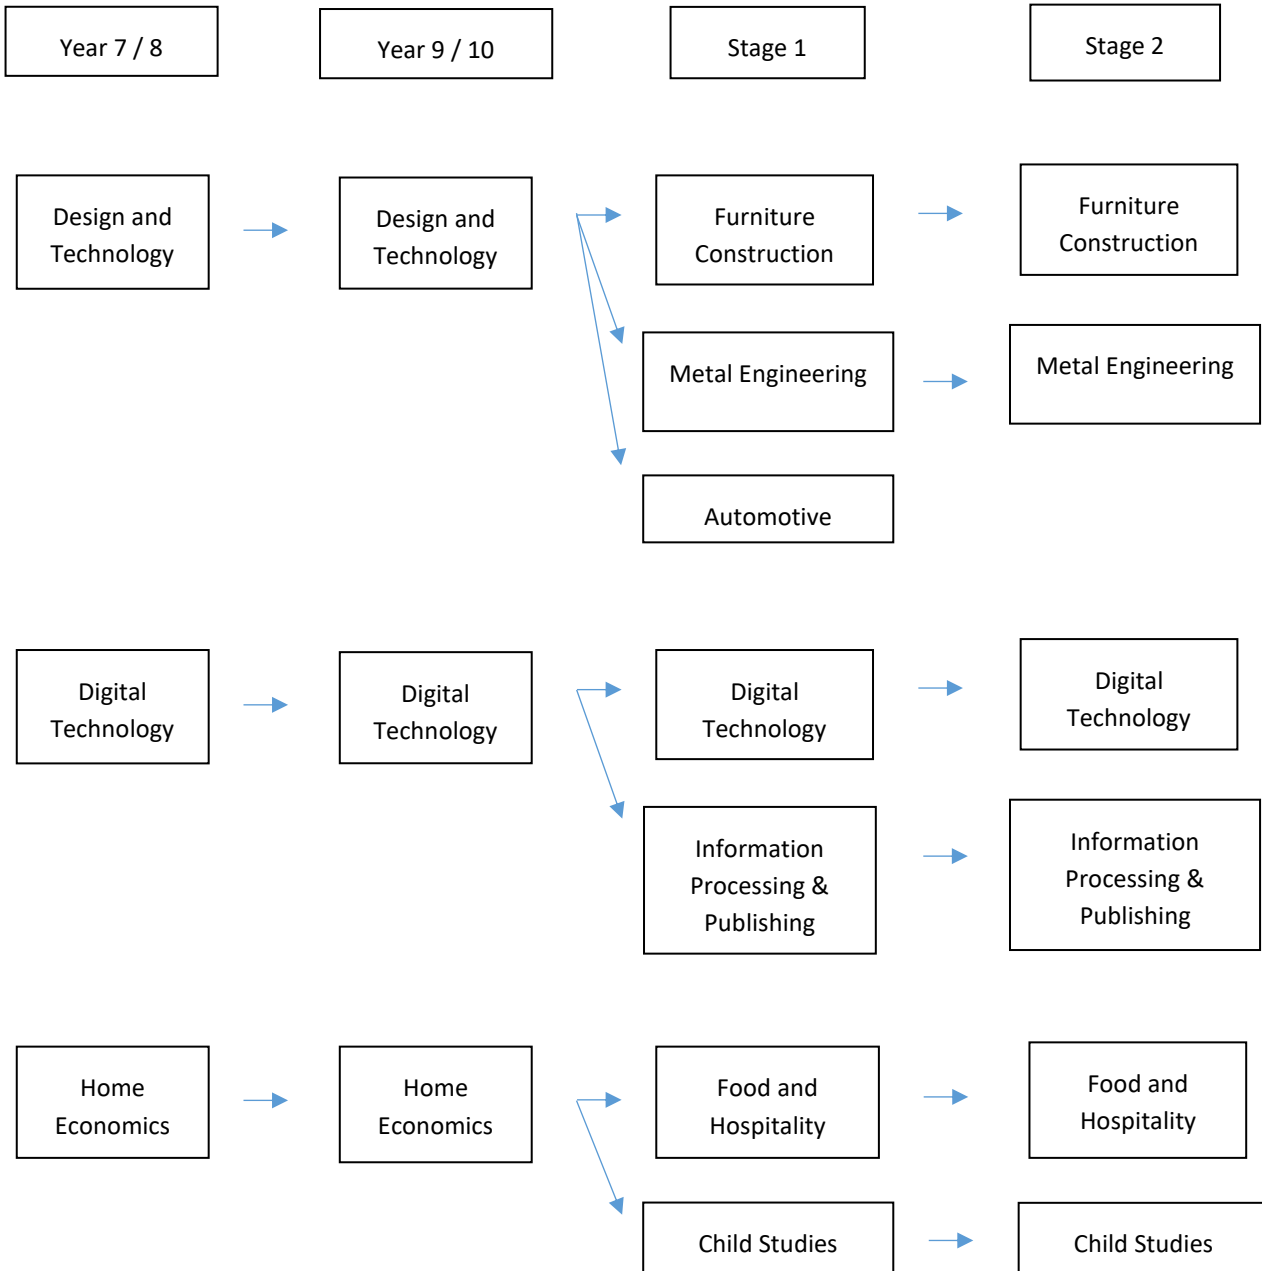 Year 7 / 8
Year 9 / 10
Stage 1
Stage 2
Design and
Technology
Design and
Technology
Furniture
Construction
Furniture
Construction
Metal Engineering
Metal Engineering
Automotive
Digital
Technology
Digital
Technology
Digital
Technology
Digital
Technology
Information
Processing &
Publishing
Information
Processing &
Publishing
Home
Economics
Home
Economics
Food and
Hospitality
Food and
Hospitality
Child Studies
Child Studies